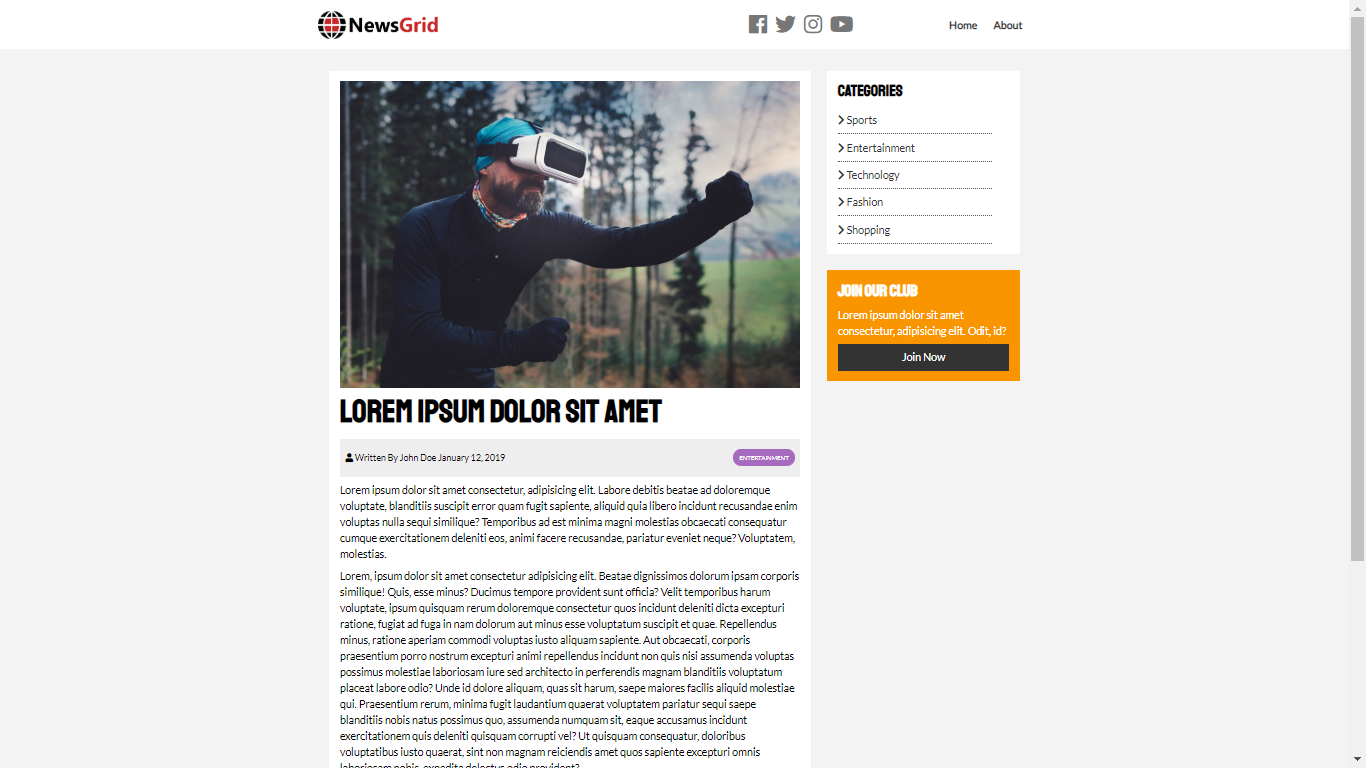 NewsGrid
Home
About
LOREM IPSUM DOLOR SIT AMET
Written By John Doe January 12, 2019
ENTERTAINMENT
Lorem ipsum dolor sit amet consectetur, adipisicing elit. Labore debitis beatae ad doloremque
voluptate, blanditiis suscipit error quam fugit sapiente, aliquid quia libero incidunt recusandae enim
voluptas nulla sequi similique? Temporibus ad est minima magni molestias obcaecati consequatur
cumque exercitationem deleniti eos, animi facere recusandae, pariatur eveniet neque? Voluptatem,
molestias.
Lorem, ipsum dolor sit amet consectetur adipisicing elit. Beatae dignissimos dolorum ipsam corporis
similique! Quis, esse minus? Ducimus tempore provident sunt officia? Velit temporibus harum
voluptate, ipsum quisquam rerum doloremque consectetur quos incidunt deleniti dicta excepturi
ratione, fugiat ad fuga in nam dolorum aut minus esse voluptatum suscipit et quae. Repellendus
minus, ratione aperiam commodi voluptas iusto aliquam sapiente. Aut obcaecati, corporis
praesentium porro nostrum excepturi animi repellendus incidunt non quis nisi assumenda voluptas
possimus molestiae laboriosam iure sed architecto in perferendis magnam blanditiis voluptatum
placeat labore odio? Unde id dolore aliquam, quas sit harum, saepe maiores facilis aliquid molestiae
qui. Praesentium rerum, minima fugit laudantium quaerat voluptatem pariatur sequi saepe
blanditiis nobis natus possimus quo, assumenda numquam sit, eaque accusamus incidunt
exercitationem quis deleniti quisquam corrupti vel? Ut quisquam consequatur, doloribus
voluptatibus iusto quaerat, sint non magnam reiciendis amet quos sapiente excepturi omnis
laboriosam nobis, expedita delectus odio provident?
CATEGORIES
Sports
Entertainment
Technology
Fashion
Shopping
JOIN OUR CLUB
Lorem ipsum dolor sit amet
consectetur, adipisicing elit. Odit, id?
Join Now